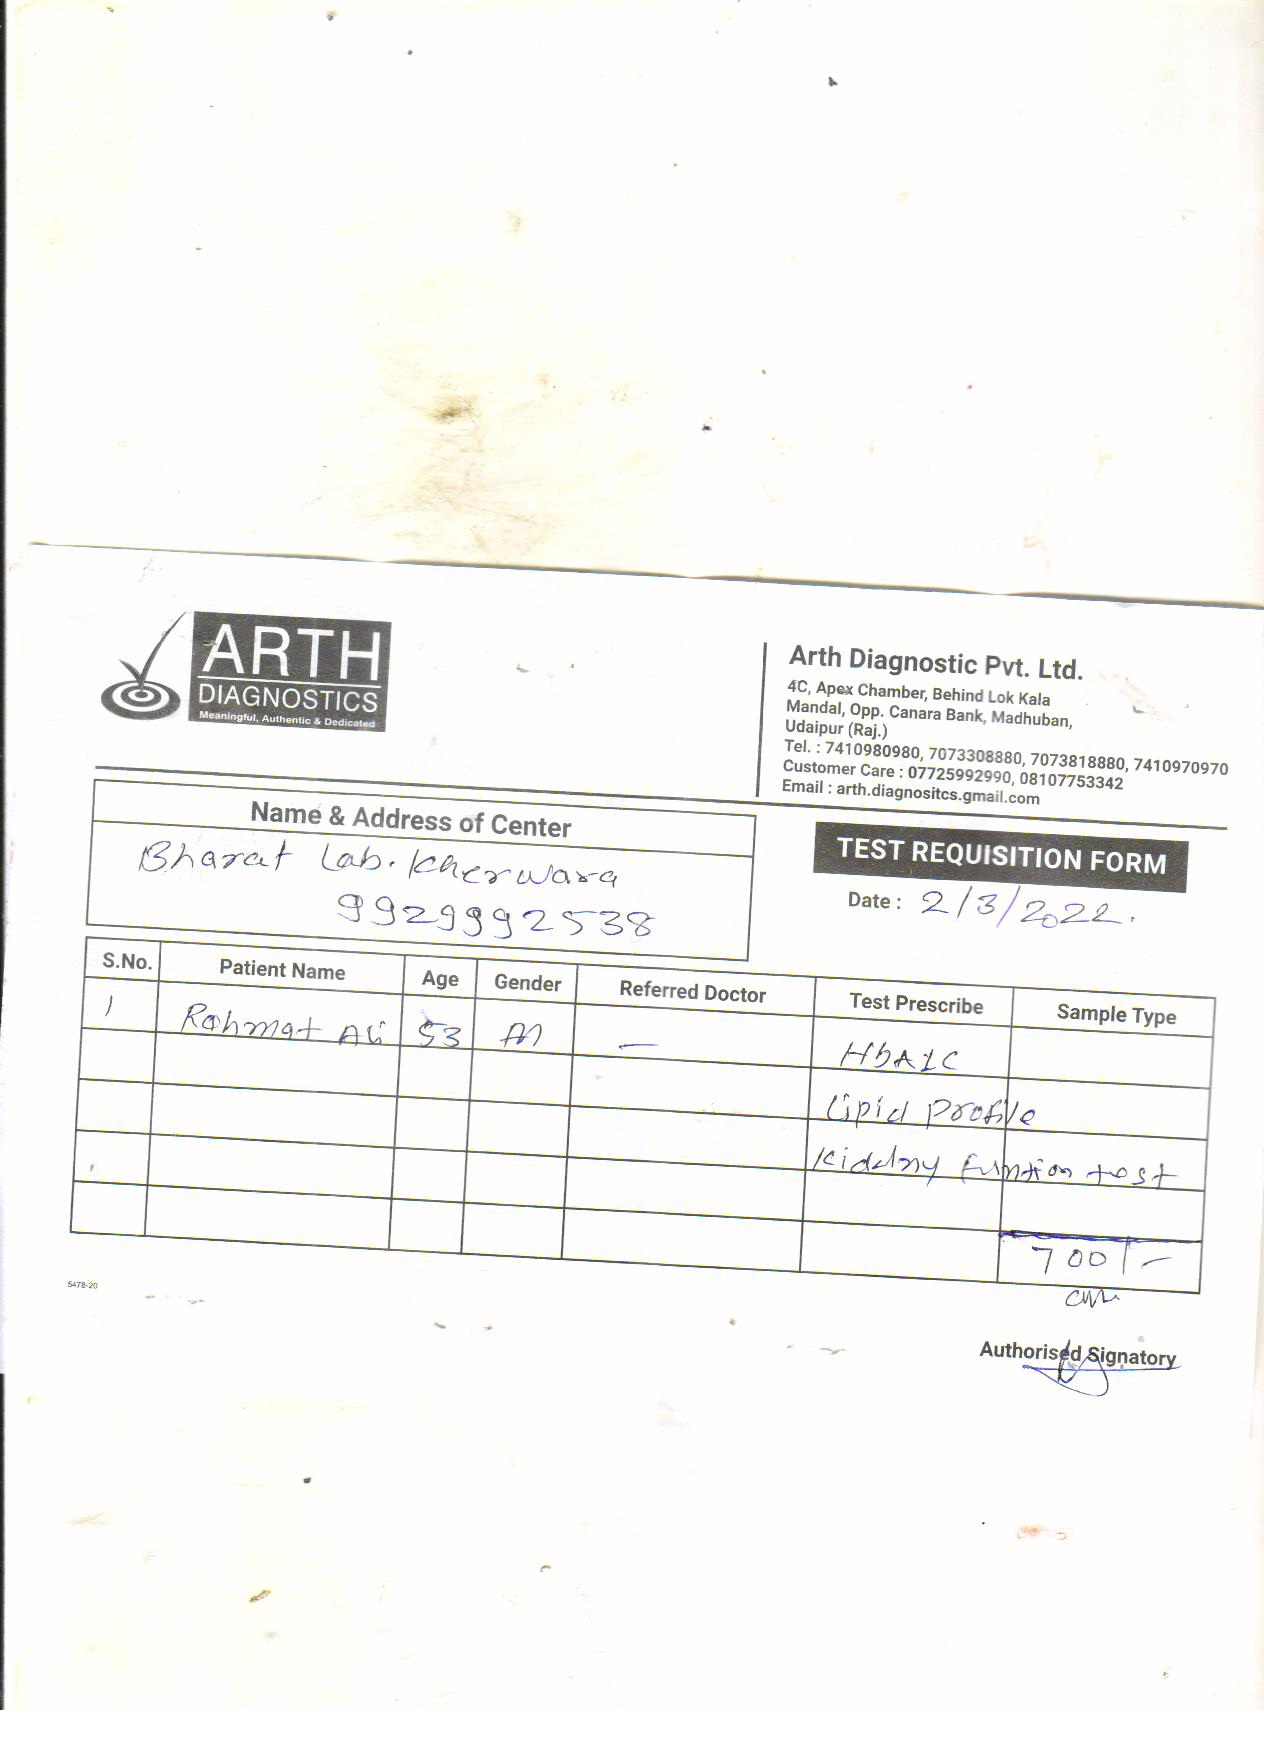 ARTH
DIAGNOSTICS
Meaningful, Authentic & Dedicated
Arth Diagnostic Pvt. Ltd.
4C, Apex Chamber, Behind Lok Kala
Mandal, Opp. Canara Bank, Madhuban,
Udaipur (Raj.)
Tel. : 7410980980, 7073308880, 7073818880, 7410970970
Customer Care : 07725992990, 08107753342
Email : arth.diagnositcs.gmail.com
Name & Address of Center
Bharat Lab. Kherwara
9929992538
TEST REQUISITION FORM
Date : 2/3/2022.
S.No. Patient Name Age Gender Referred Doctor Test Prescribe Sample Type
1 Rahmat Ali 53 M — HbA1C
Lipid Profile
Kidelny funtion test
700/-
5478-20
Authorised Signatory